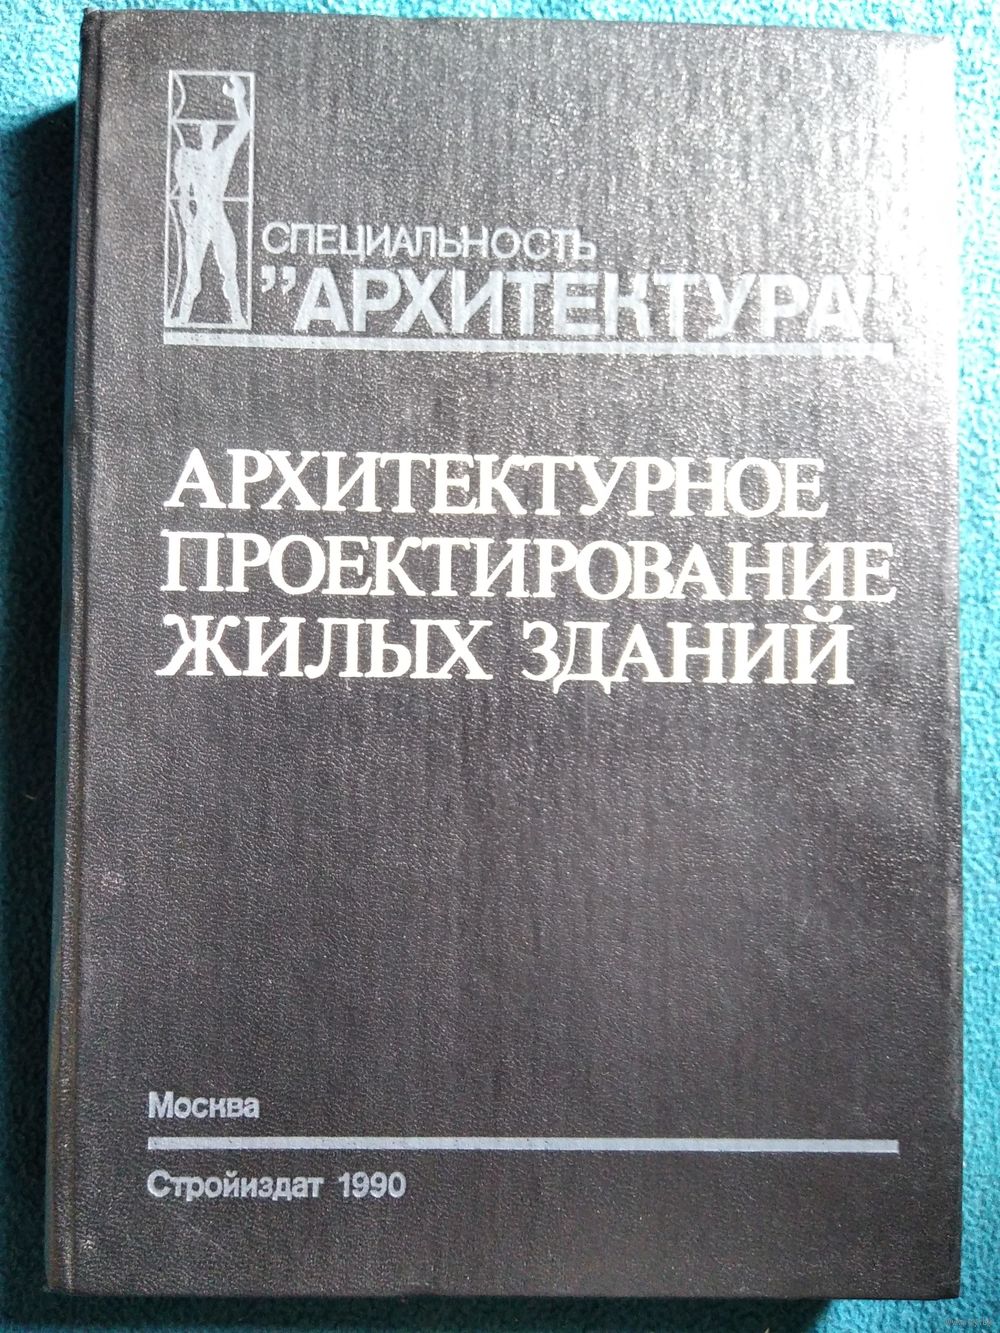 СПЕЦИАЛЬНОСТЬ
"АРХИТЕКТУРА"
АРХИТЕКТУРНОЕ
ПРОЕКТИРОВАНИЕ
ЖИЛЫХ ЗДАНИЙ
Москва
Стройиздат 1990